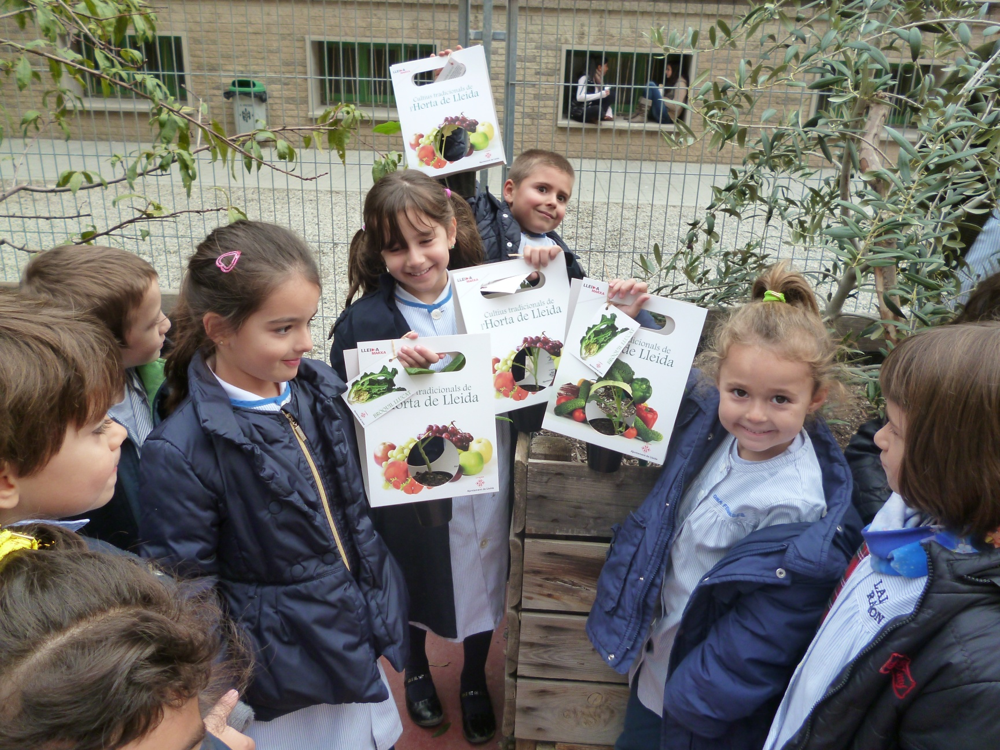 LLEIDA
MARXA
Cultius tradicionals de
l'Horta de Lleida
Ajuntament de Lleida
LLEIDA
MARXA
Cultius tradicionals de
l'Horta de Lleida
LLEIDA
MARXA
BROQUIL LLUCAT
tradicionals de
Horta de Lleida
Ajuntament de Lleida
LLEIDA
MARXA
BROQUIL LLUCAT
dicionals de
de Lleida
Ajuntament de Lleida